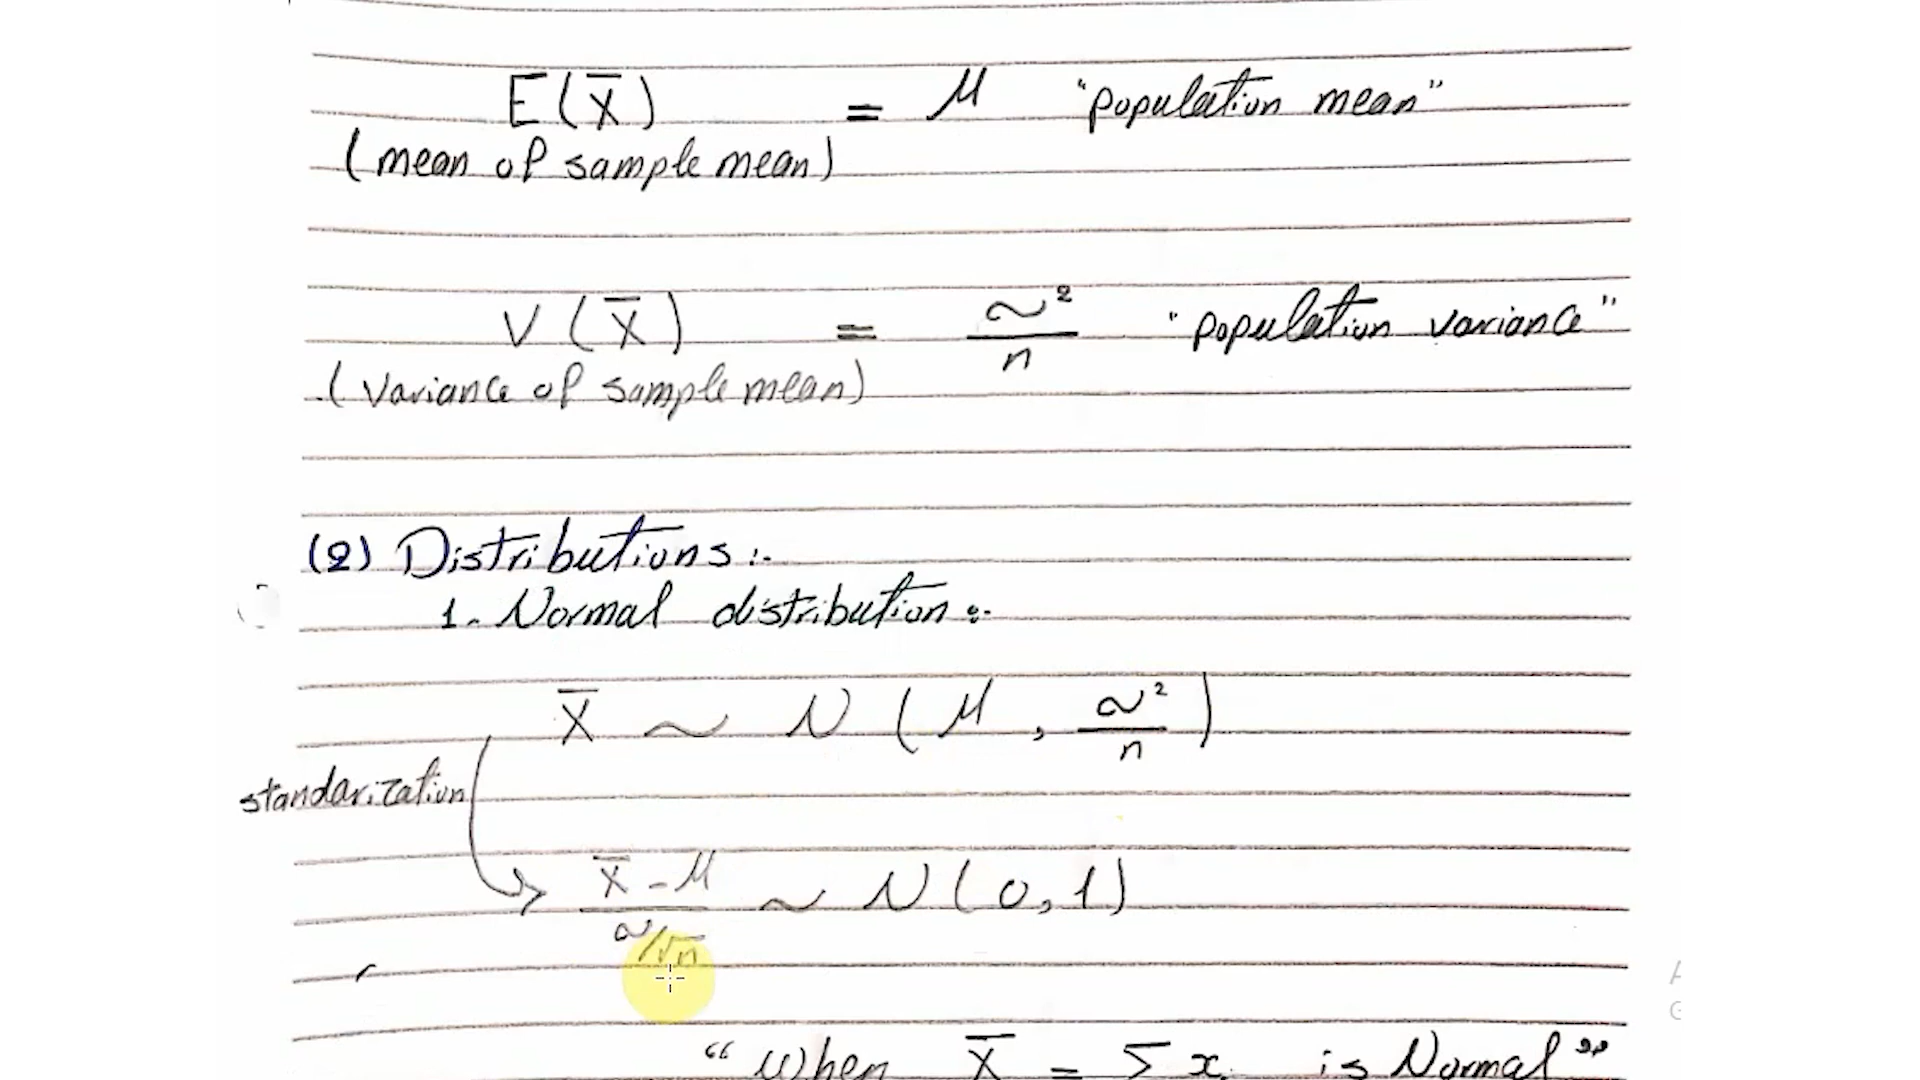 E(X̄) = μ "population mean"
(mean of sample mean)
V(X̄) = σ²/n "population variance"
(variance of sample mean)
(2) Distributions:-
1. Normal distribution:-
X̄ ~ N(μ, σ²/n)
standarization
X̄-μ / σ/√n ~ N(0,1)
"When X̄ = Σx is Normal"